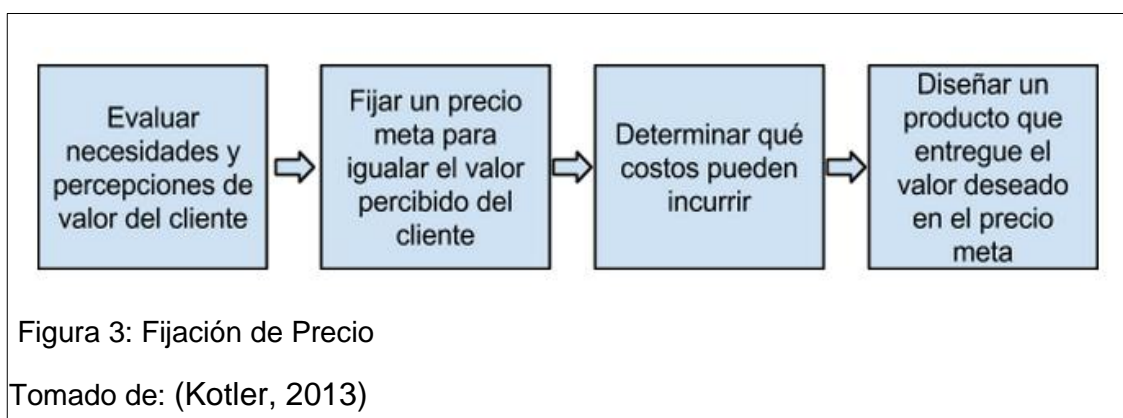 Evaluar
necesidades y
percepciones de
valor del cliente
Fijar un precio
meta para
igualar el valor
percibido del
cliente
Determinar qué
costos pueden
incurrir
Diseñar un
producto que
entregue el
valor deseado
en el precio
meta
Figura 3: Fijación de Precio
Tomado de: (Kotler, 2013)